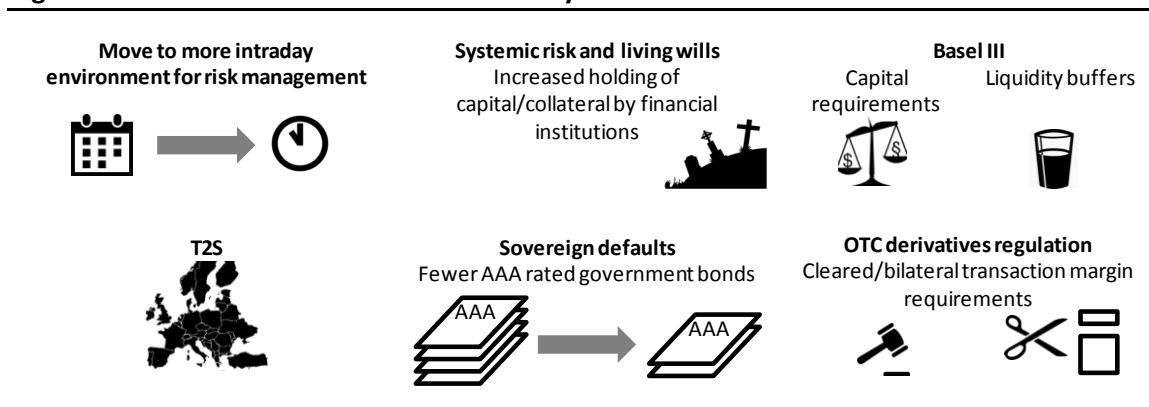 Move to more intraday
environment for risk management
Systemic risk and living wills
Increased holding of
capital/collateral by financial
institutions
Basel III
Capital
requirements
Liquidity buffers
$
§
T2S
Sovereign defaults
Fewer AAA rated government bonds
AAA
AAA
OTC derivatives regulation
Cleared/bilateral transaction margin
requirements